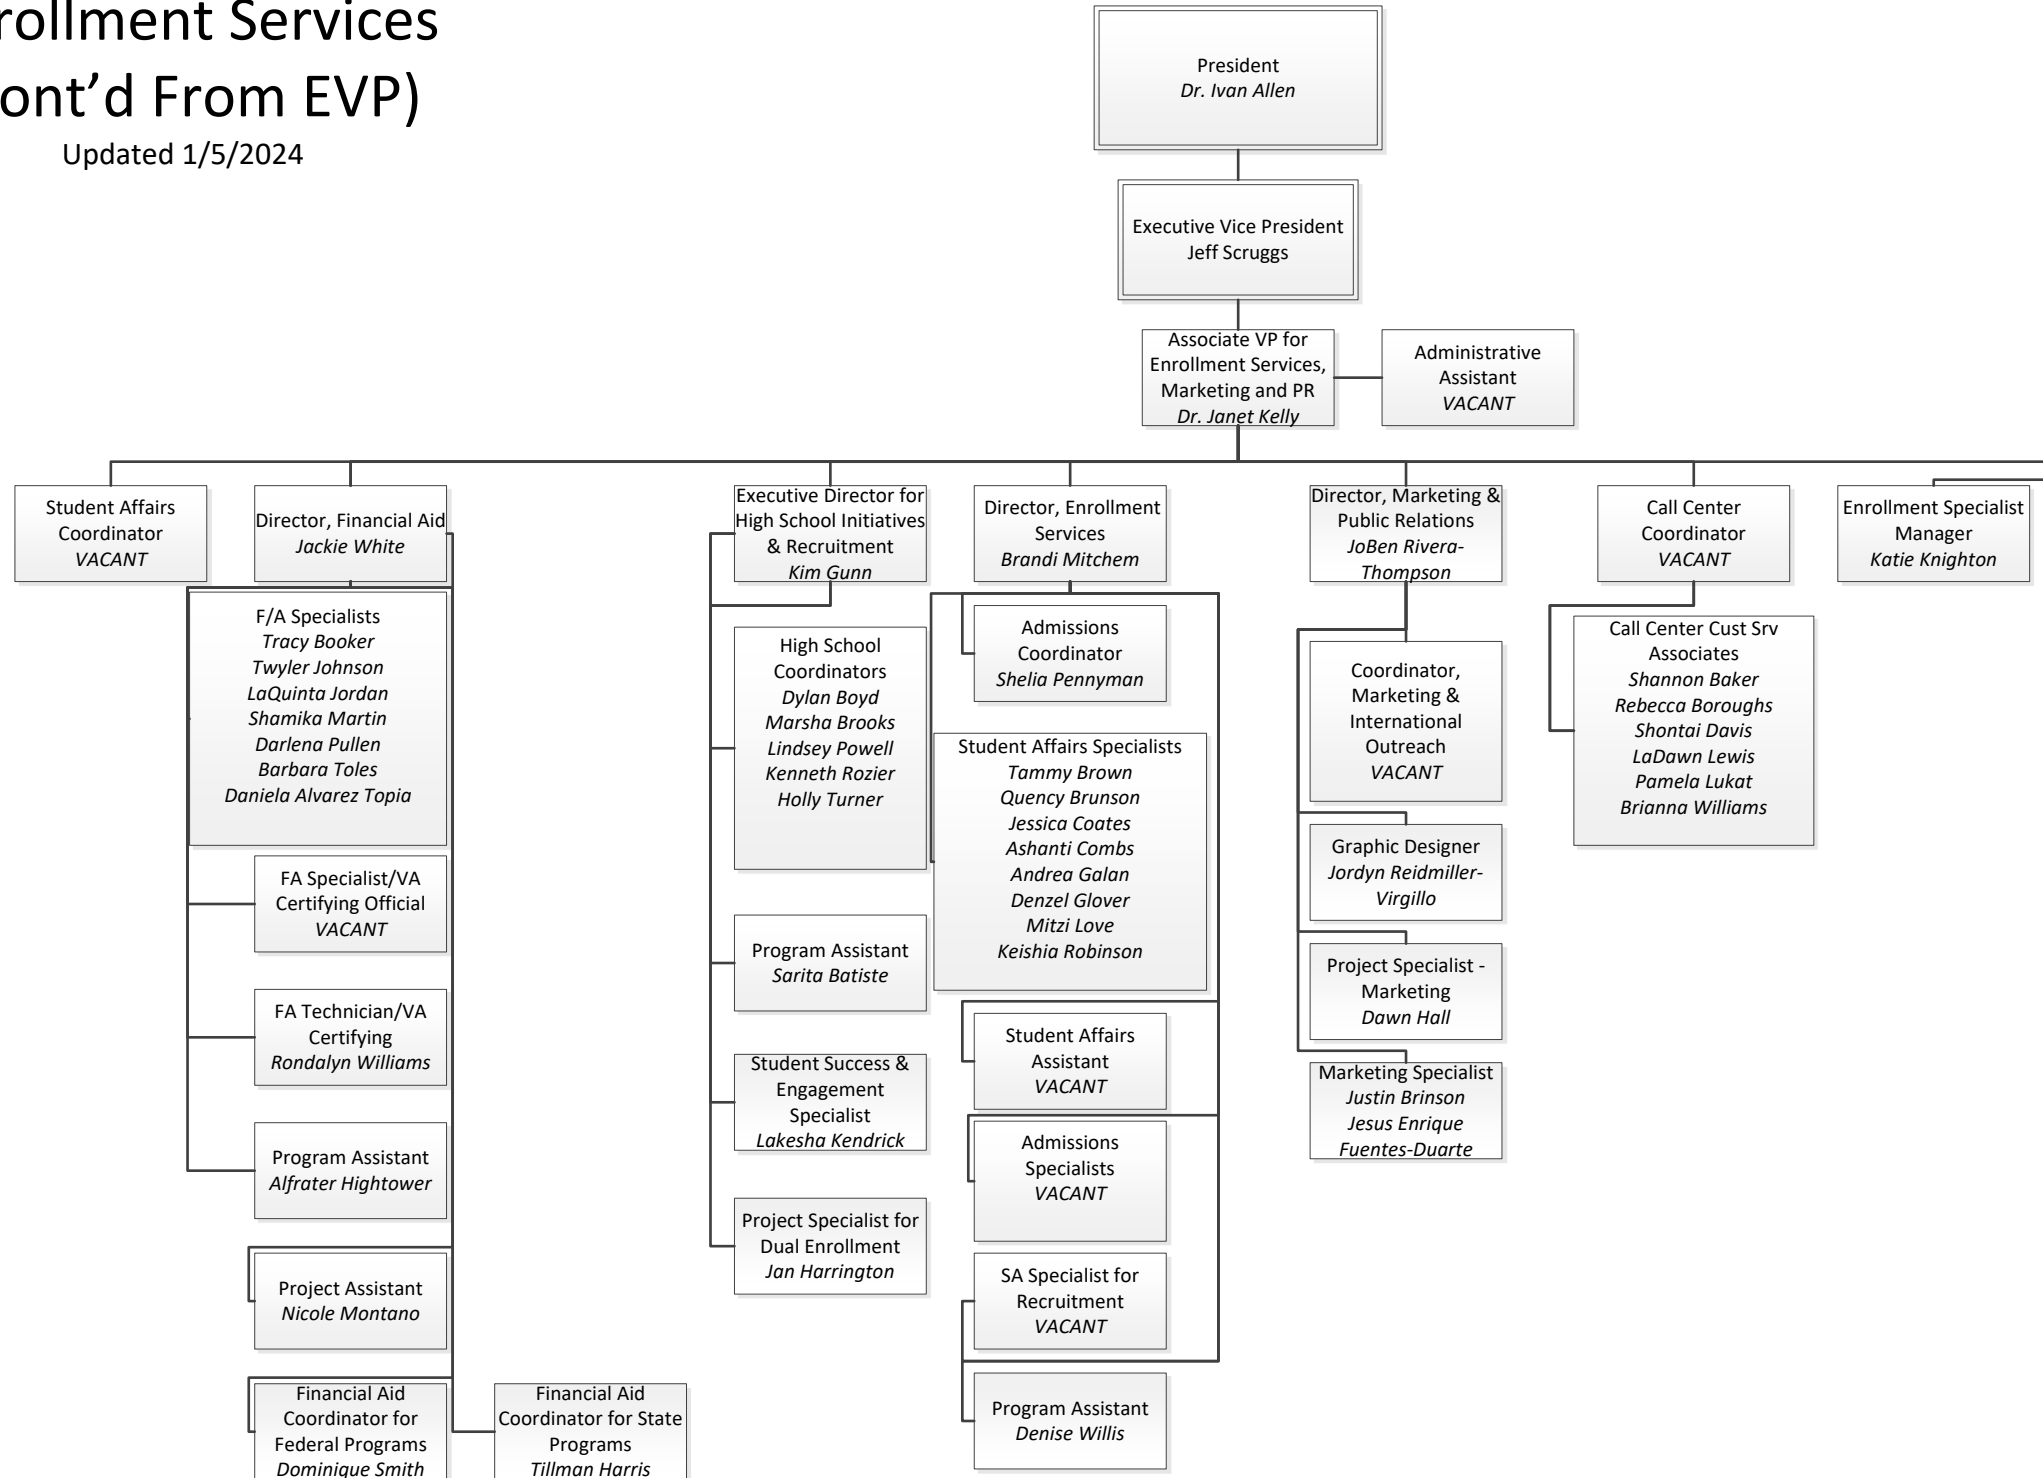 rollment Services
ont’d From EVP)
Updated 1/5/2024
President
Dr. Ivan Allen
Executive Vice President
Jeff Scruggs
Associate VP for
Enrollment Services,
Marketing and PR
Dr. Janet Kelly
Administrative
Assistant
VACANT
Student Affairs
Coordinator
VACANT
Director, Financial Aid
Jackie White
Executive Director for
High School Initiatives
& Recruitment
Kim Gunn
Director, Enrollment
Services
Brandi Mitchem
Director, Marketing &
Public Relations
JoBen Rivera-
Thompson
Call Center
Coordinator
VACANT
Enrollment Specialist
Manager
Katie Knighton
F/A Specialists
Tracy Booker
Twyler Johnson
LaQuinta Jordan
Shamika Martin
Darlena Pullen
Barbara Toles
Daniela Alvarez Topia
FA Specialist/VA
Certifying Official
VACANT
FA Technician/VA
Certifying
Rondalyn Williams
Program Assistant
Alfrater Hightower
Project Assistant
Nicole Montano
Financial Aid
Coordinator for
Federal Programs
Dominique Smith
Financial Aid
Coordinator for State
Programs
Tillman Harris
High School
Coordinators
Dylan Boyd
Marsha Brooks
Lindsey Powell
Kenneth Rozier
Holly Turner
Program Assistant
Sarita Batiste
Student Success &
Engagement
Specialist
Lakesha Kendrick
Project Specialist for
Dual Enrollment
Jan Harrington
Admissions
Coordinator
Shelia Pennyman
Student Affairs Specialists
Tammy Brown
Quency Brunson
Jessica Coates
Ashanti Combs
Andrea Galan
Denzel Glover
Mitzi Love
Keishia Robinson
Student Affairs
Assistant
VACANT
Admissions
Specialists
VACANT
SA Specialist for
Recruitment
VACANT
Program Assistant
Denise Willis
Coordinator,
Marketing &
International
Outreach
VACANT
Graphic Designer
Jordyn Reidmiller-
Virgillo
Project Specialist -
Marketing
Dawn Hall
Marketing Specialist
Justin Brinson
Jesus Enrique
Fuentes-Duarte
Call Center Cust Srv
Associates
Shannon Baker
Rebecca Boroughs
Shontai Davis
LaDawn Lewis
Pamela Lukat
Brianna Williams